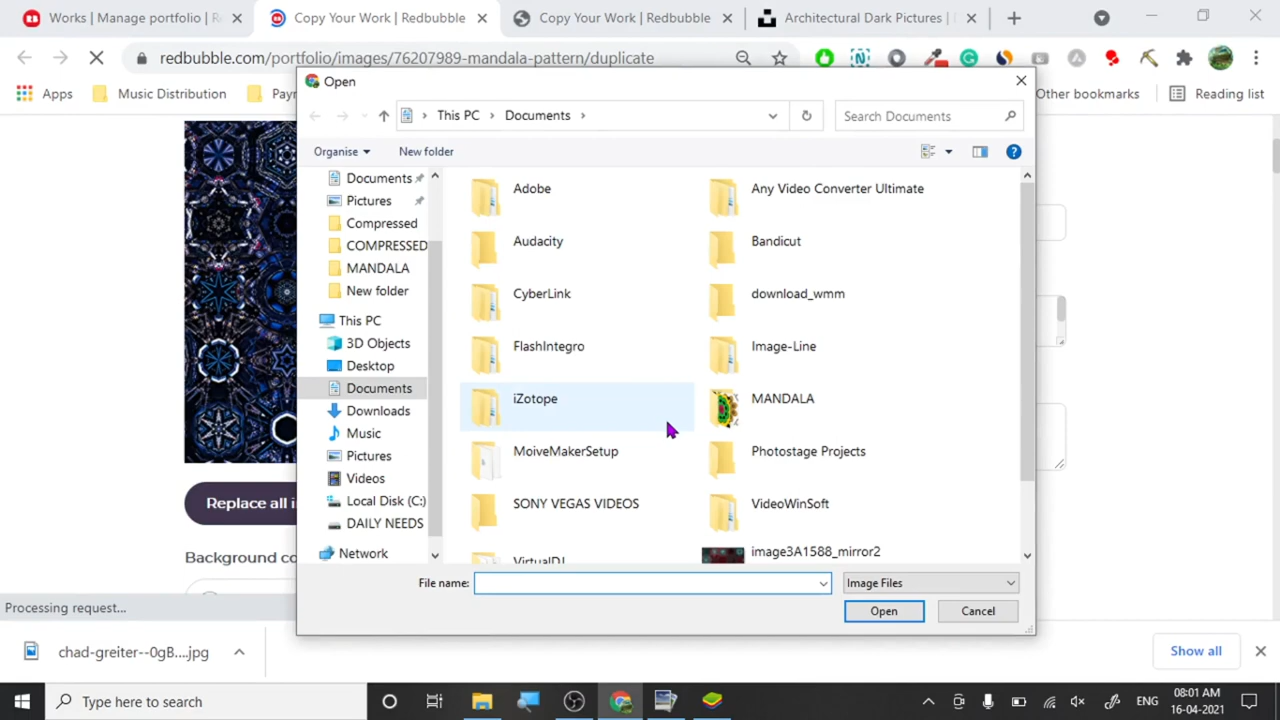 Works | Manage portfolio | R
Copy Your Work | Redbubble
Copy Your Work | Redbubble
Architectural Dark Pictures | D
redbubble.com/portfolio/images/76207989-mandala-pattern/duplicate
Apps
Music Distribution
Other bookmarks
Reading list
Open
This PC
Documents
Search Documents
Organise
New folder
Documents
Pictures
Compressed
COMPRESSED
MANDALA
New folder
This PC
3D Objects
Desktop
Documents
Downloads
Music
Pictures
Videos
Local Disk (C:)
DAILY NEEDS
Network
Adobe
Any Video Converter Ultimate
Audacity
Bandicut
CyberLink
download_wmm
FlashIntegro
Image-Line
iZotope
MANDALA
MoiveMakerSetup
Photostage Projects
SONY VEGAS VIDEOS
VideoWinSoft
VirtualDJ
image3A1588_mirror2
File name:
Image Files
Open
Cancel
Replace all i
Background co
Processing request...
chad-greiter--0gB....jpg
Show all
Type here to search
ENG
08:01 AM
16-04-2021